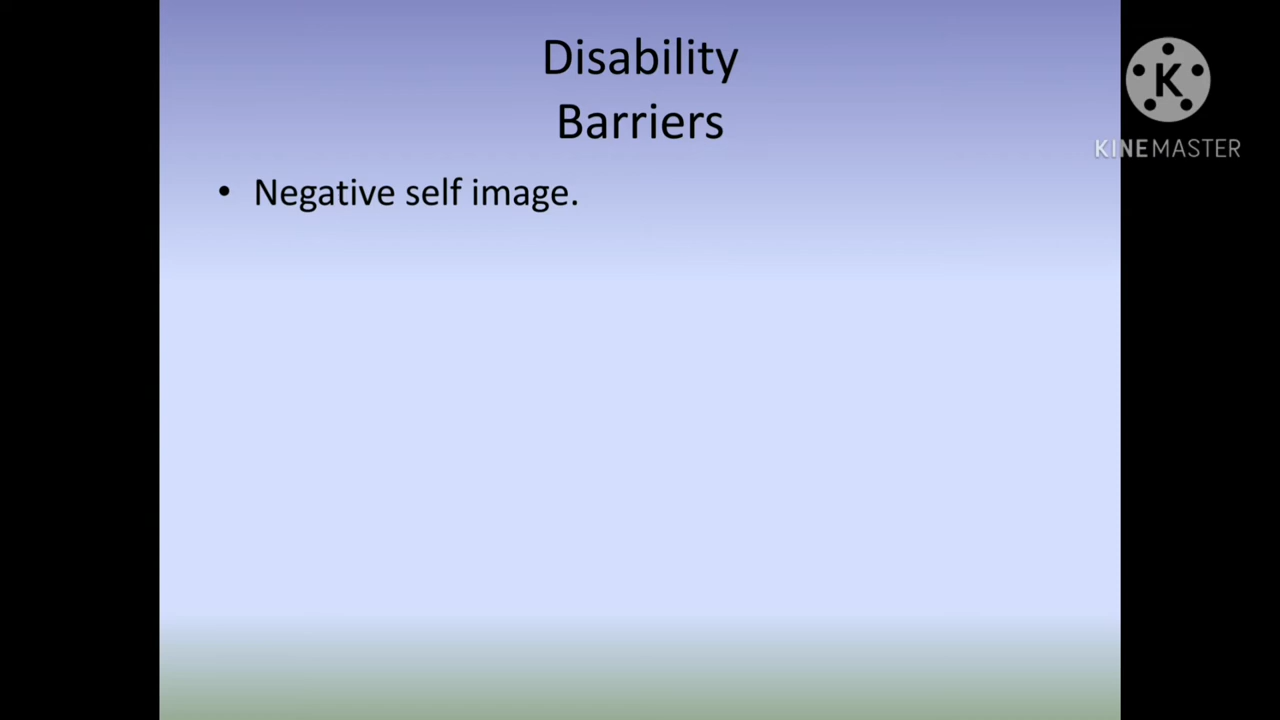 Disability
Barriers
• Negative self image.
K
KINEMASTER